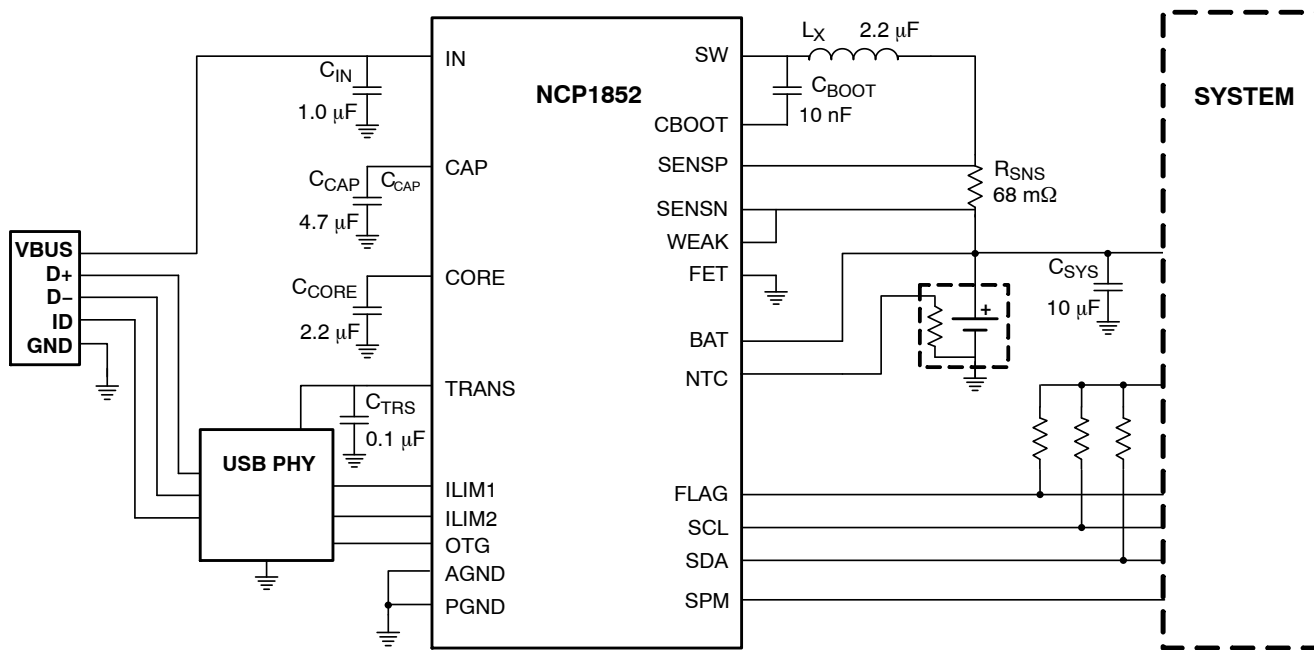 NCP1852
IN
CAP
CORE
TRANS
ILIM1
ILIM2
OTG
AGND
PGND
SW
CBOOT
SENSP
SENSN
WEAK
FET
BAT
NTC
FLAG
SCL
SDA
SPM
CIN
1.0 μF
CCAP
CCAP
4.7 μF
CCORE
2.2 μF
CTRS
0.1 μF
VBUS
D+
D−
ID
GND
USB PHY
LX 2.2 μF
CBOOT
10 nF
RSNS
68 mΩ
CSYS
10 μF
+
SYSTEM